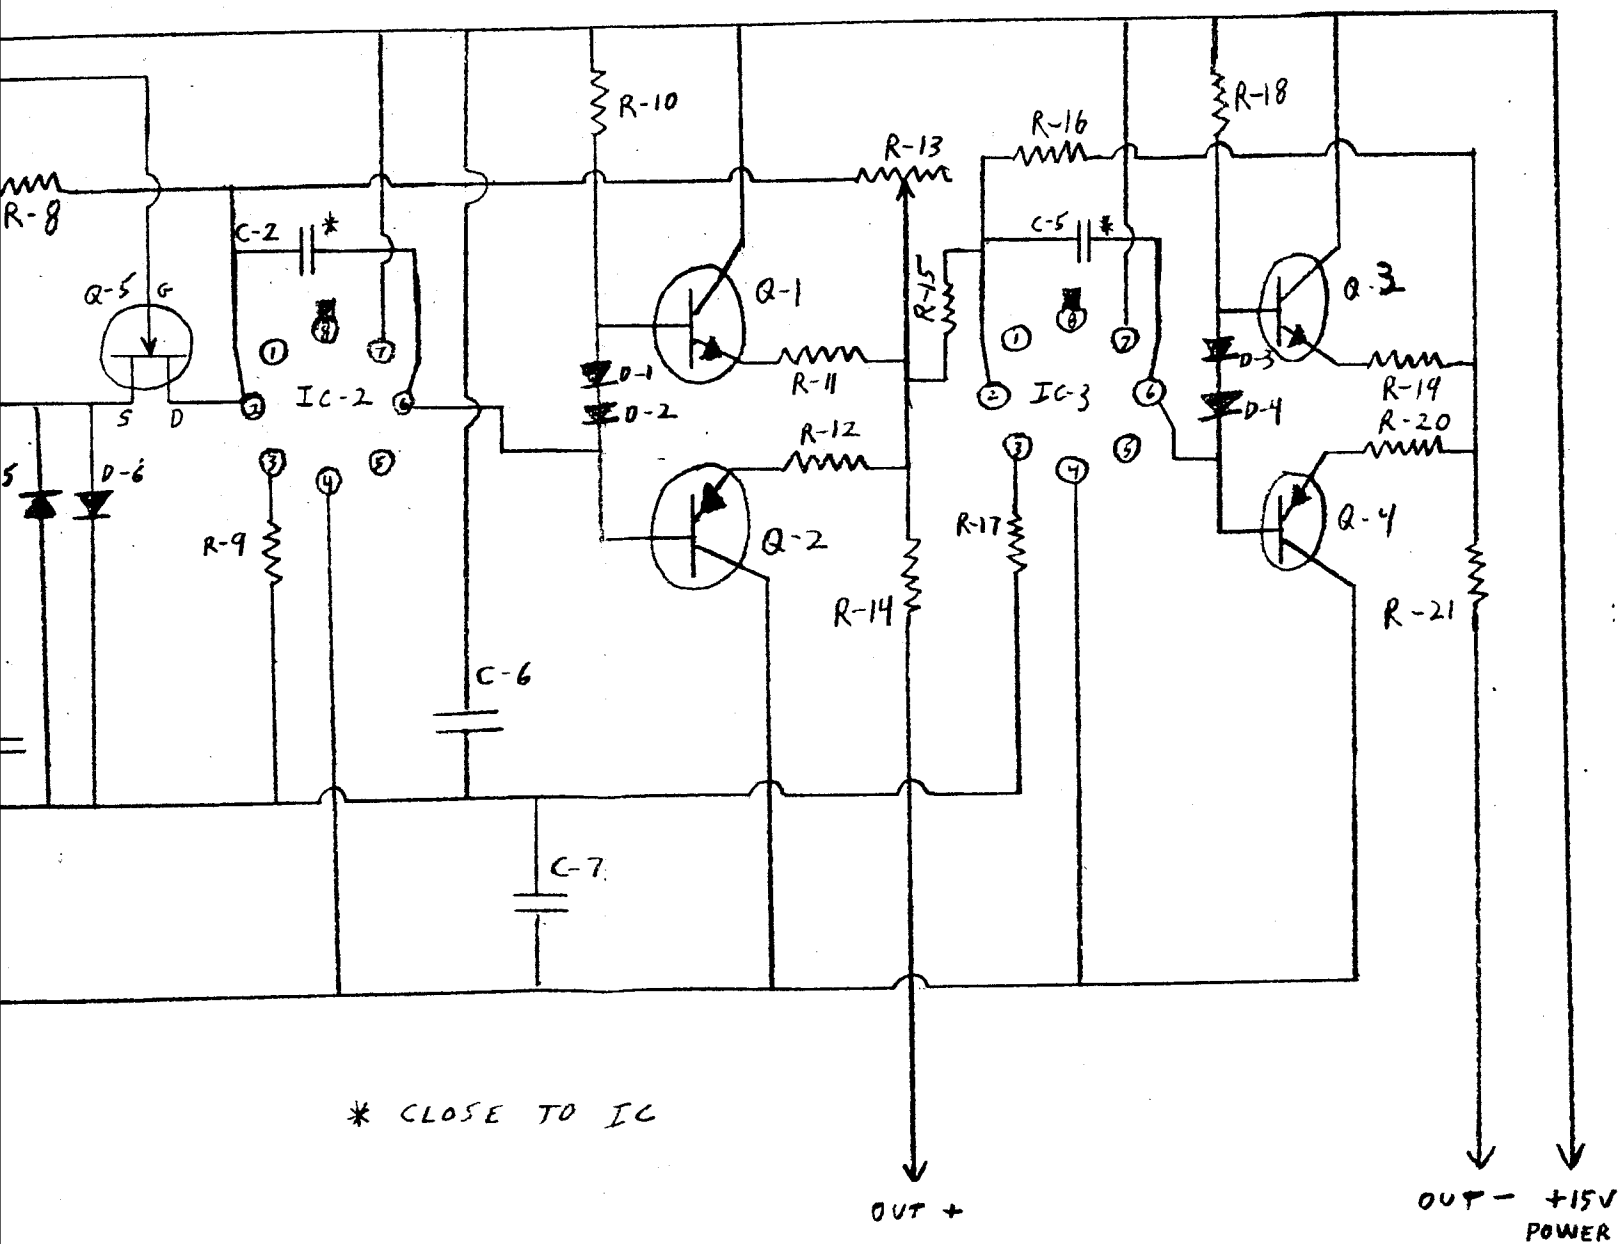 R-10
R-18
R-16
R-13
R-8
C-2 *
C-5 *
Q-5 G
Q-1
R-15
Q-3
8
8
1
7
1
7
D-1
R-11
D-3
R-19
2
IC-2
6
D-2
2
IC-3
6
D-4
R-20
S
D
R-12
3
5
3
5
5
D-6
4
4
R-9
Q-2
R-17
Q-4
R-14
R-21
C-6
C-7
* CLOSE TO IC
OUT +
OUT - +15V
POWER